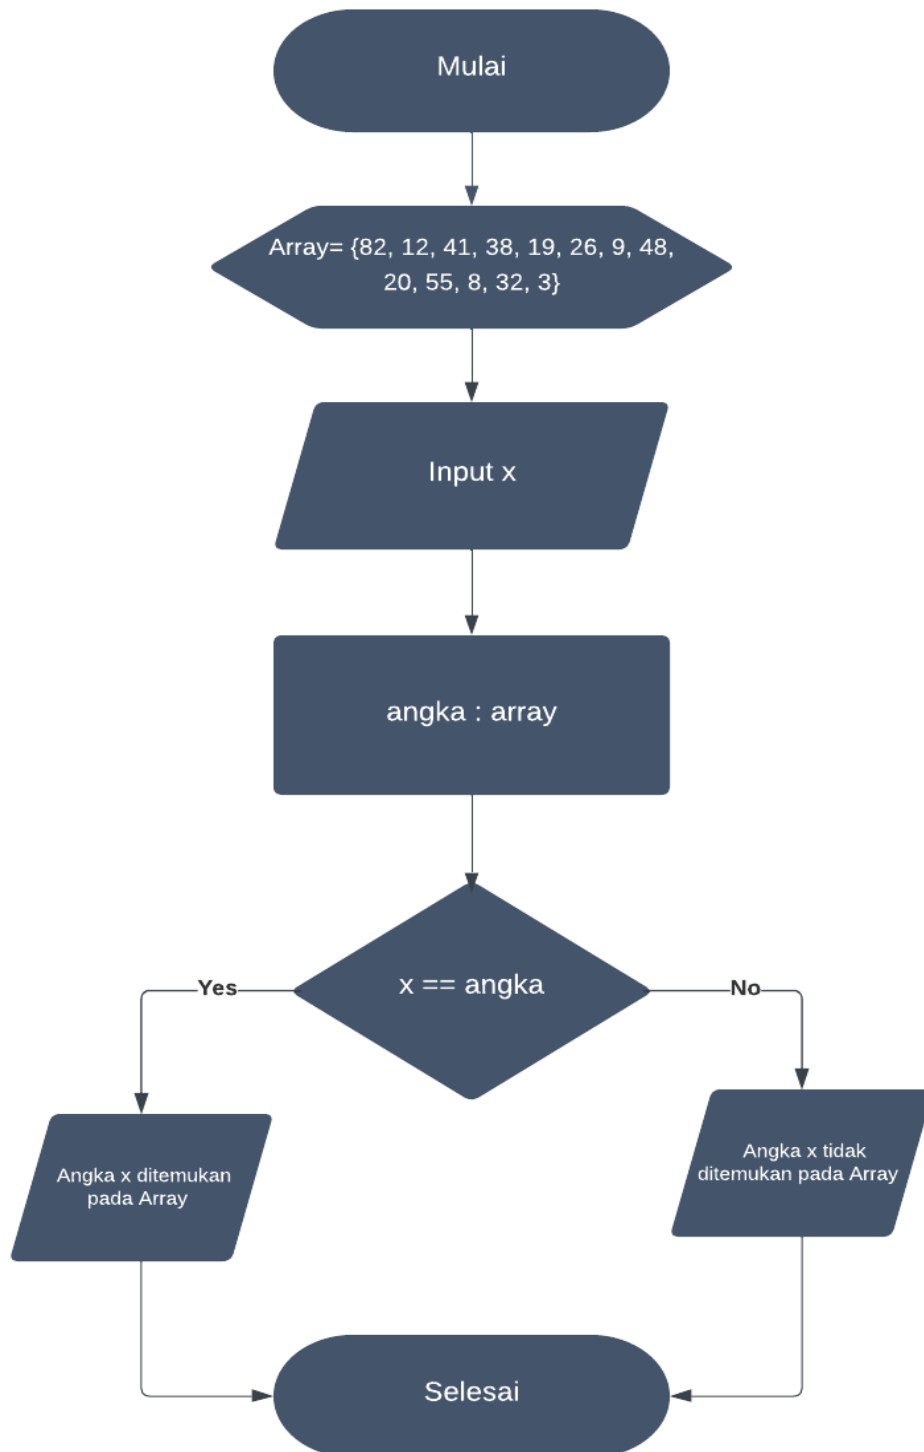 Mulai
Array= {82, 12, 41, 38, 19, 26, 9, 48,
20, 55, 8, 32, 3}
Input x
angka : array
x == angka
Yes
No
Angka x ditemukan
pada Array
Angka x tidak
ditemukan pada Array
Selesai